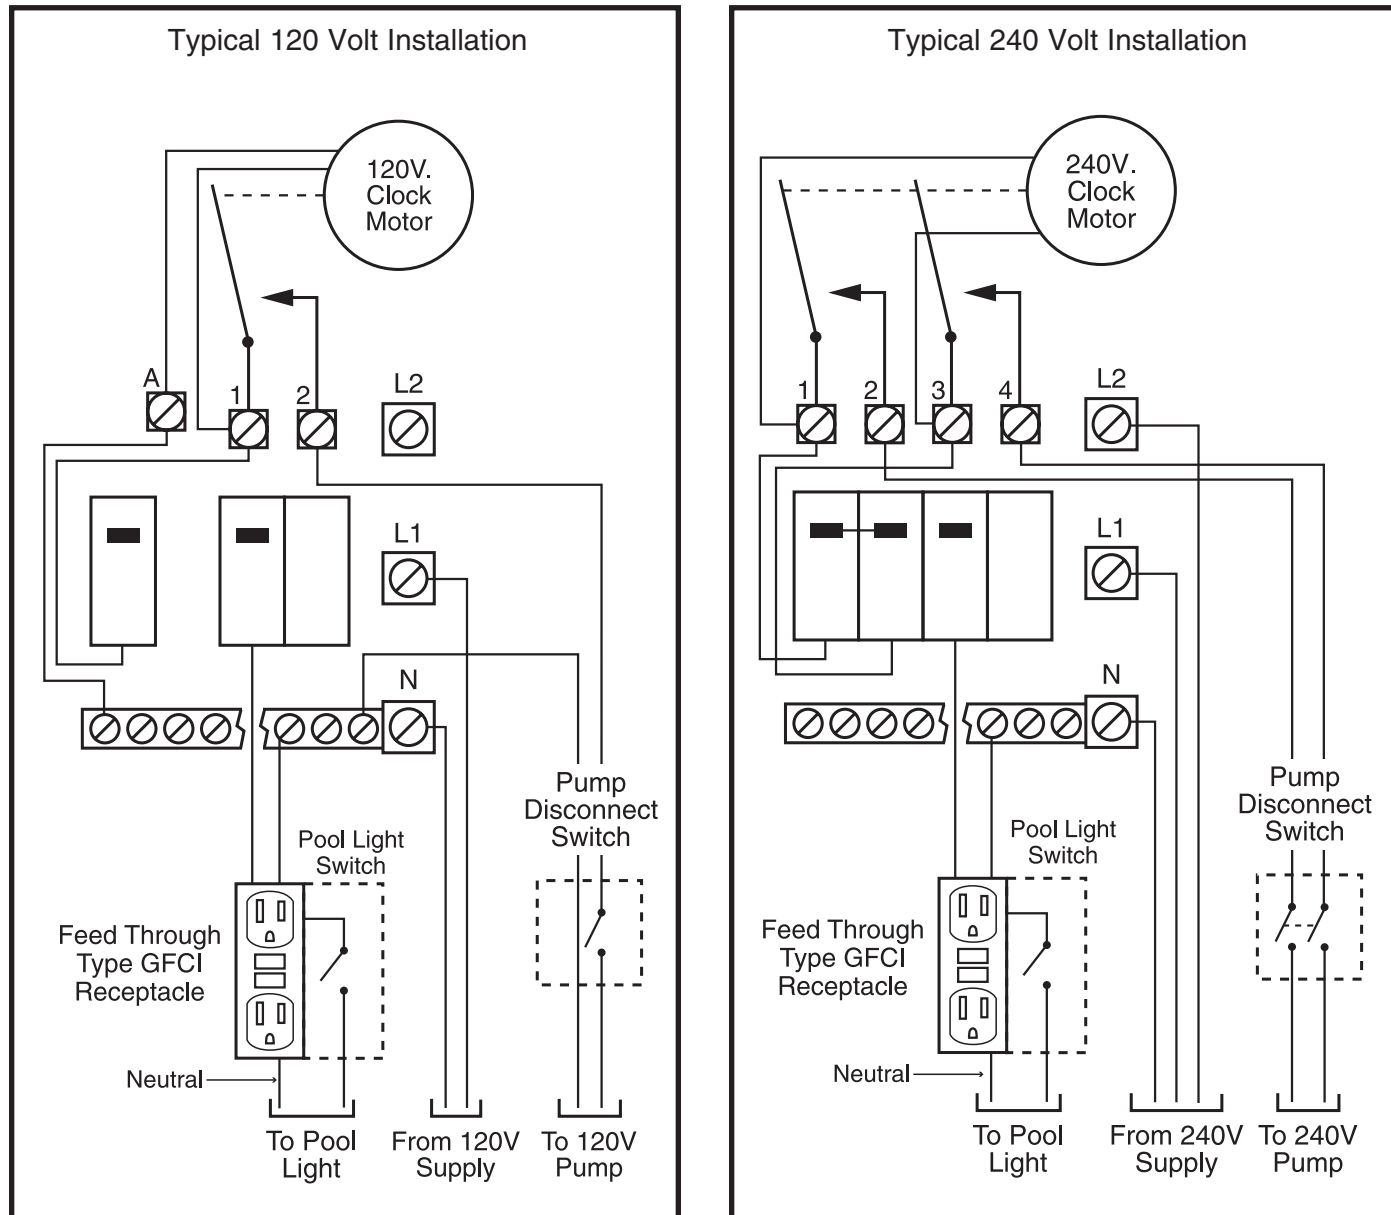 Typical 120 Volt Installation
120V.
Clock
Motor
A
1
2
L2
L1
N
Pump
Disconnect
Switch
Pool Light
Switch
Feed Through
Type GFCI
Receptacle
Neutral
To Pool
Light
From 120V
Supply
To 120V
Pump
Typical 240 Volt Installation
240V.
Clock
Motor
1
2
3
4
L2
L1
N
Pump
Disconnect
Switch
Pool Light
Switch
Feed Through
Type GFCI
Receptacle
Neutral
To Pool
Light
From 240V
Supply
To 240V
Pump